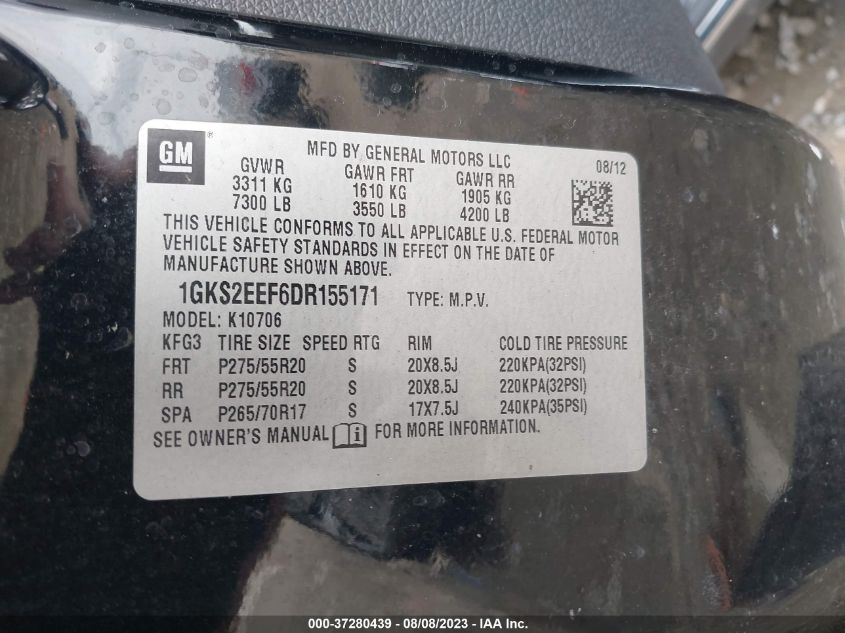 GM ®
MFD BY GENERAL MOTORS LLC 08/12
GVWR GAWR FRT GAWR RR
3311 KG 1610 KG 1905 KG
7300 LB 3550 LB 4200 LB
THIS VEHICLE CONFORMS TO ALL APPLICABLE U.S. FEDERAL MOTOR
VEHICLE SAFETY STANDARDS IN EFFECT ON THE DATE OF
MANUFACTURE SHOWN ABOVE.
1GKS2EEF6DR155171 TYPE: M.P.V.
MODEL: K10706
KFG3 TIRE SIZE SPEED RTG RIM COLD TIRE PRESSURE
FRT P275/55R20 S 20X8.5J 220KPA(32PSI)
RR P275/55R20 S 20X8.5J 220KPA(32PSI)
SPA P265/70R17 S 17X7.5J 240KPA(35PSI)
SEE OWNER'S MANUAL i FOR MORE INFORMATION.
000-37280439 - 08/08/2023 - IAA Inc.